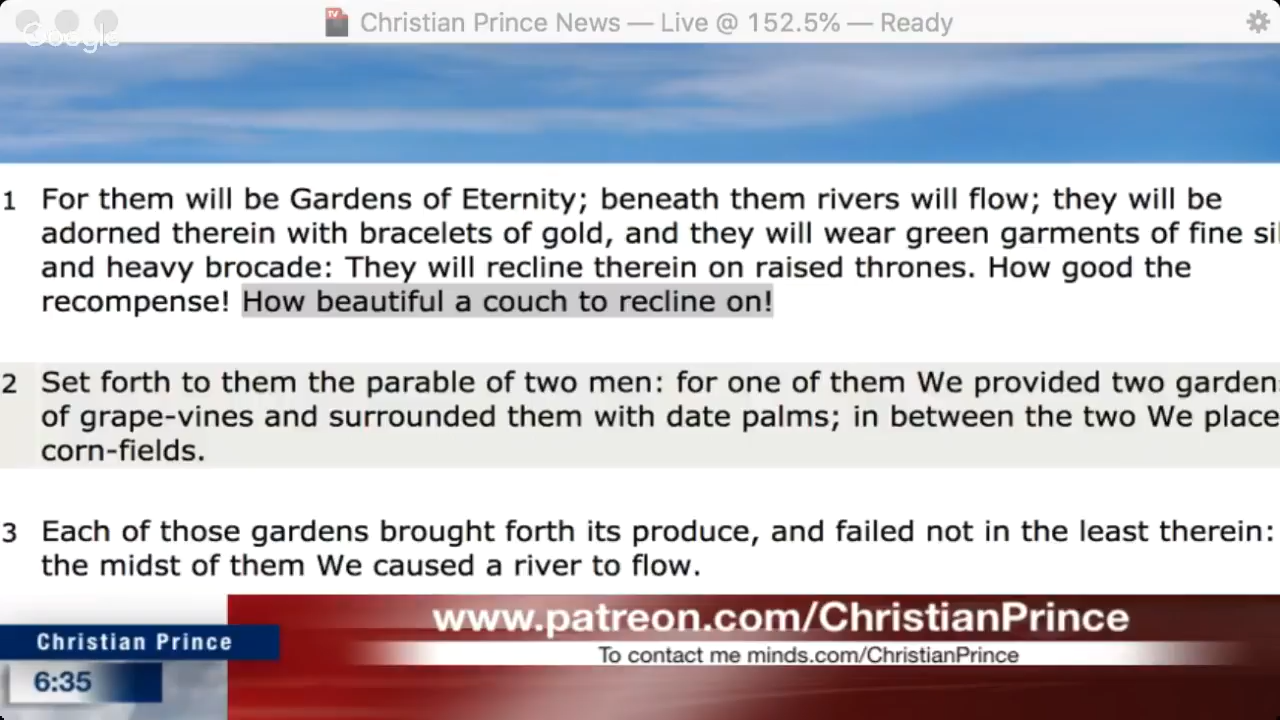 Google
TV
Christian Prince News — Live @ 152.5% — Ready
1 For them will be Gardens of Eternity; beneath them rivers will flow; they will be
adorned therein with bracelets of gold, and they will wear green garments of fine sil
and heavy brocade: They will recline therein on raised thrones. How good the
recompense! How beautiful a couch to recline on!
2 Set forth to them the parable of two men: for one of them We provided two gardens
of grape-vines and surrounded them with date palms; in between the two We place
corn-fields.
3 Each of those gardens brought forth its produce, and failed not in the least therein:
the midst of them We caused a river to flow.
www.patreon.com/ChristianPrince
Christian Prince
To contact me minds.com/ChristianPrince
6:35